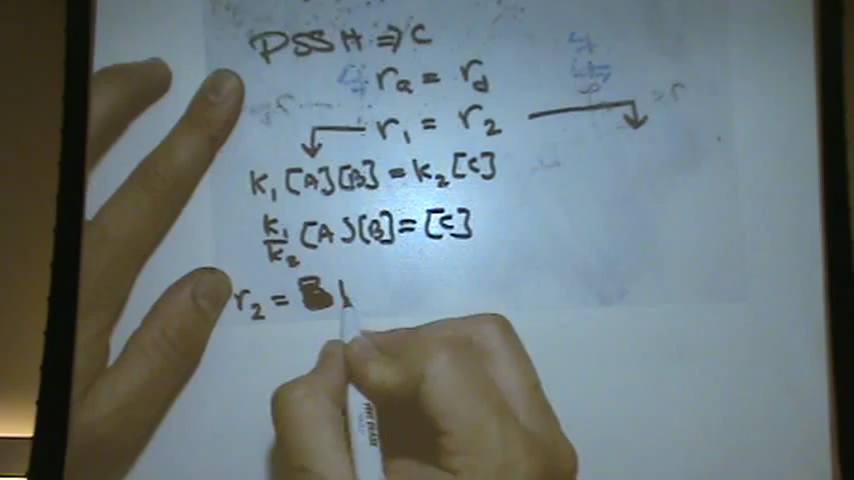 PSSH ⇒ C
r_a = r_d
r_1 = r_2
K_1 [A][B] = K_2 [C]
K_1/K_2 [A][B] = [C]
r_2 =